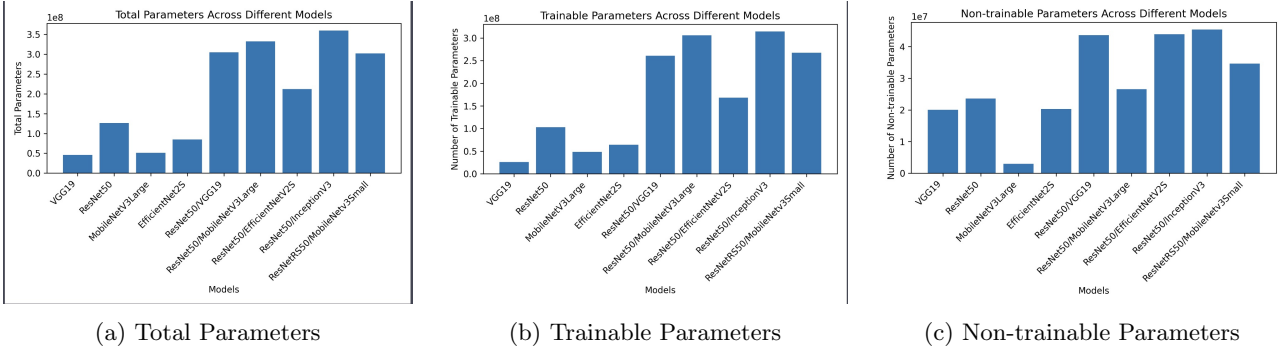 Total Parameters Across Different Models
1e8
Total Parameters
3.5
3.0
2.5
2.0
1.5
1.0
0.5
0.0
VGG19
ResNet50
MobileNetV3Large
EfficientNet2S
ResNet50/VGG19
ResNet50/MobileNetV3Large
ResNet50/EfficientNetV2S
ResNet50/InceptionV3
ResNetRS50/MobileNetv3Small
Models
(a) Total Parameters
Trainable Parameters Across Different Models
1e8
Number of Trainable Parameters
3.0
2.5
2.0
1.5
1.0
0.5
0.0
VGG19
ResNet50
MobileNetV3Large
EfficientNet2S
ResNet50/VGG19
ResNet50/MobileNetV3Large
ResNet50/EfficientNetV2S
ResNet50/InceptionV3
ResNetRS50/MobileNetv3Small
Models
(b) Trainable Parameters
Non-trainable Parameters Across Different Models
1e7
Number of Non-trainable Parameters
4
3
2
1
0
VGG19
ResNet50
MobileNetV3Large
EfficientNet2S
ResNet50/VGG19
ResNet50/MobileNetV3Large
ResNet50/EfficientNetV2S
ResNet50/InceptionV3
ResNetRS50/MobileNetv3Small
Models
(c) Non-trainable Parameters